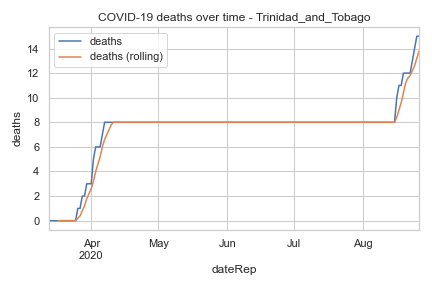 COVID-19 deaths over time - Trinidad_and_Tobago
deaths
deaths (rolling)
14
12
10
8
6
4
2
0
deaths
Apr
2020
May
Jun
Jul
Aug
dateRep